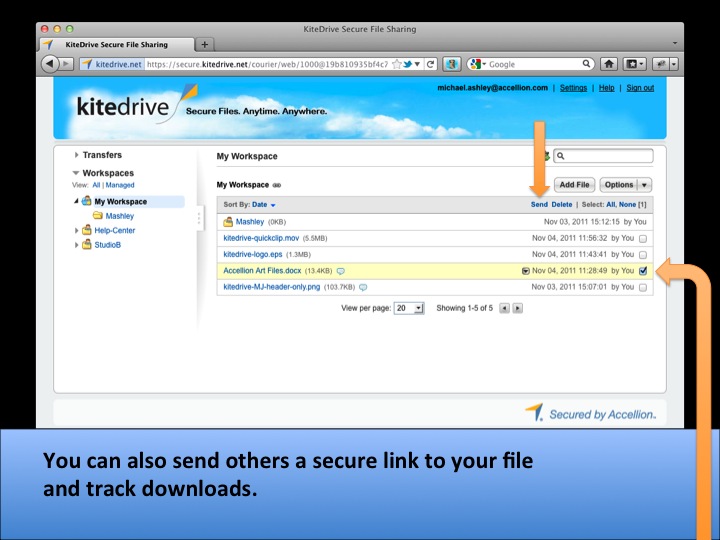 KiteDrive Secure File Sharing
KiteDrive Secure File Sharing
kitedrive.net https://secure.kitedrive.net/courier/web/1000@19b810935bf4c7 Google
michael.ashley@accellion.com | Settings | Help | Sign out
kitedrive Secure Files. Anytime. Anywhere.
Transfers
Workspaces
View: All | Managed
My Workspace
Mashley
Help-Center
StudioB
My Workspace
My Workspace Add File Options
Sort By: Date Send Delete | Select: All, None [1]
Mashley (0KB) Nov 03, 2011 15:12:15 by You
kitedrive-quickclip.mov (5.5MB) Nov 04, 2011 11:56:32 by You
kitedrive-logo.eps (1.3MB) Nov 04, 2011 11:43:41 by You
Accellion Art Files.docx (13.4KB) Nov 04, 2011 11:28:49 by You
kitedrive-MJ-header-only.png (103.7KB) Nov 03, 2011 15:07:01 by You
View per page: 20 Showing 1-5 of 5
Secured by Accellion.
You can also send others a secure link to your file
and track downloads.